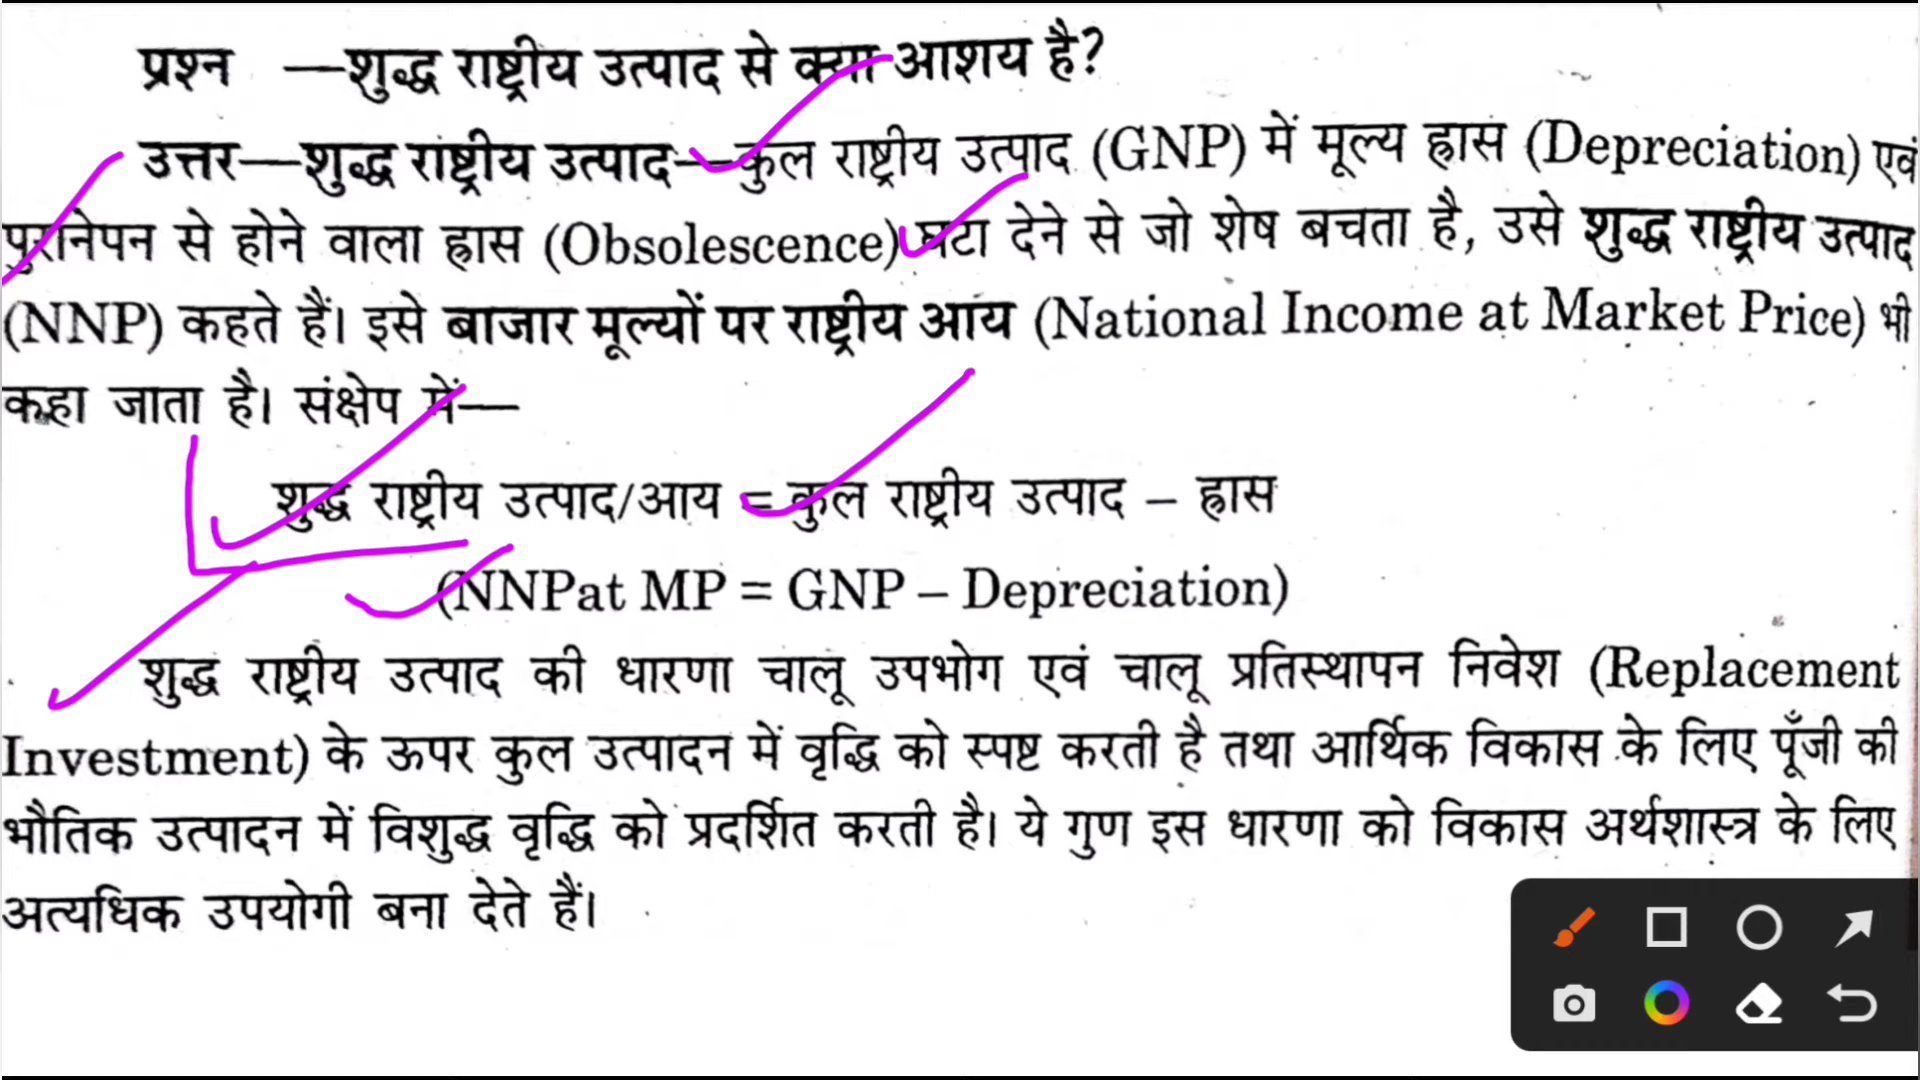 प्रश्न —शुद्ध राष्ट्रीय उत्पाद से क्या आशय है?
उत्तर—शुद्ध राष्ट्रीय उत्पाद—कुल राष्ट्रीय उत्पाद (GNP) में मूल्य ह्रास (Depreciation) एवं
पुरानेपन से होने वाला ह्रास (Obsolescence) घटा देने से जो शेष बचता है, उसे शुद्ध राष्ट्रीय उत्पाद
(NNP) कहते हैं। इसे बाजार मूल्यों पर राष्ट्रीय आय (National Income at Market Price) भी
कहा जाता है। संक्षेप में—
शुद्ध राष्ट्रीय उत्पाद/आय = कुल राष्ट्रीय उत्पाद – ह्रास
(NNPat MP = GNP – Depreciation)
शुद्ध राष्ट्रीय उत्पाद की धारणा चालू उपभोग एवं चालू प्रतिस्थापन निवेश (Replacement
Investment) के ऊपर कुल उत्पादन में वृद्धि को स्पष्ट करती है तथा आर्थिक विकास के लिए पूँजी की
भौतिक उत्पादन में विशुद्ध वृद्धि को प्रदर्शित करती है। ये गुण इस धारणा को विकास अर्थशास्त्र के लिए
अत्यधिक उपयोगी बना देते हैं।